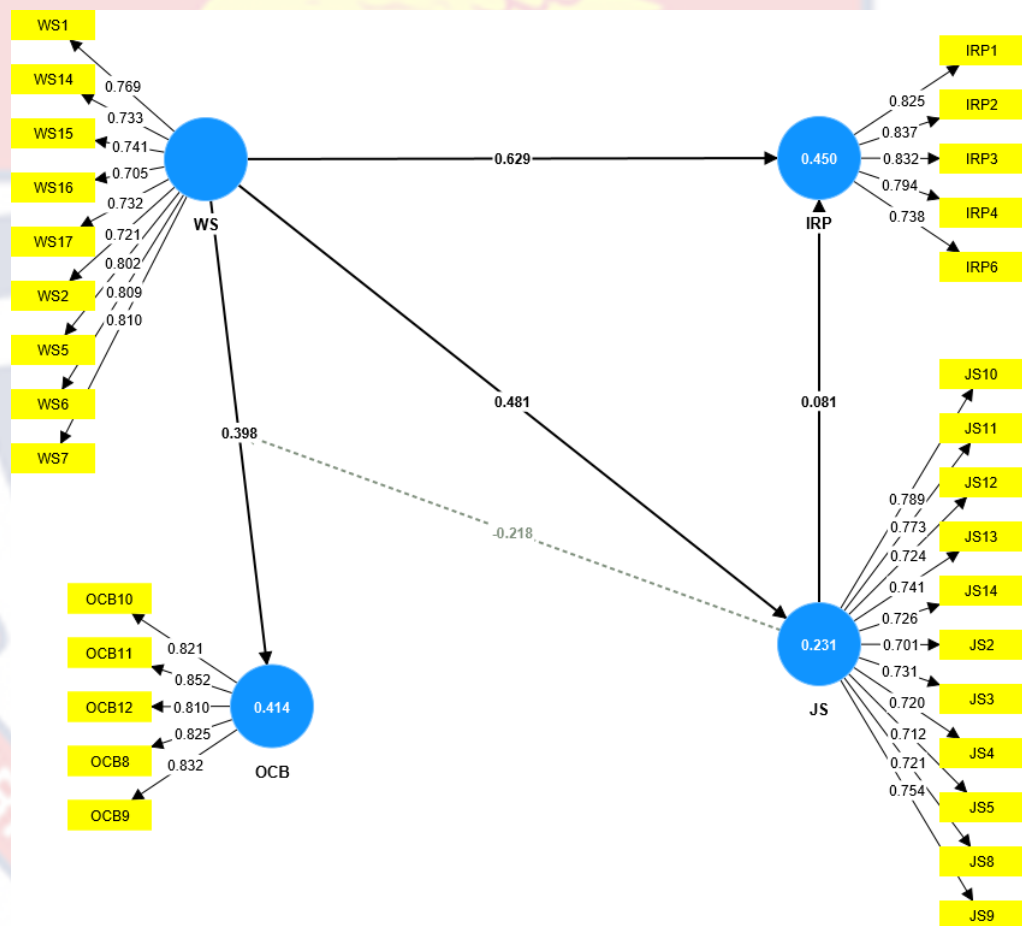 WS1
WS14
WS15
WS16
WS17
WS2
WS5
WS6
WS7
0.769
0.733
0.741
0.705
0.732
0.721
0.802
0.809
0.810
WS
0.629
0.450
IRP
0.825
0.837
0.832
0.794
0.738
IRP1
IRP2
IRP3
IRP4
IRP6
0.398
0.481
0.081
-0.218
OCB10
OCB11
OCB12
OCB8
OCB9
0.821
0.852
0.810
0.825
0.832
0.414
OCB
0.231
JS
0.789
0.773
0.724
0.741
0.726
0.701
0.731
0.720
0.712
0.721
0.754
JS10
JS11
JS12
JS13
JS14
JS2
JS3
JS4
JS5
JS8
JS9